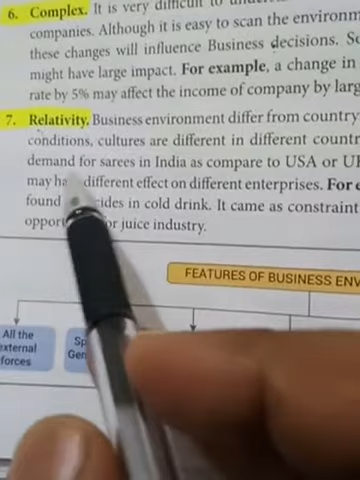 6. Complex. It is very difficult to
companies. Although it is easy to scan the environm
these changes will influence Business decisions. So
might have large impact. For example, a change in
rate by 5% may affect the income of company by larg
7. Relativity. Business environment differ from country
conditions, cultures are different in different countr
demand for sarees in India as compare to USA or UK
may ha different effect on different enterprises. For e
found cides in cold drink. It came as constraint
oppor or juice industry.
FEATURES OF BUSINESS ENV
All the
external
forces
Sp
Gen